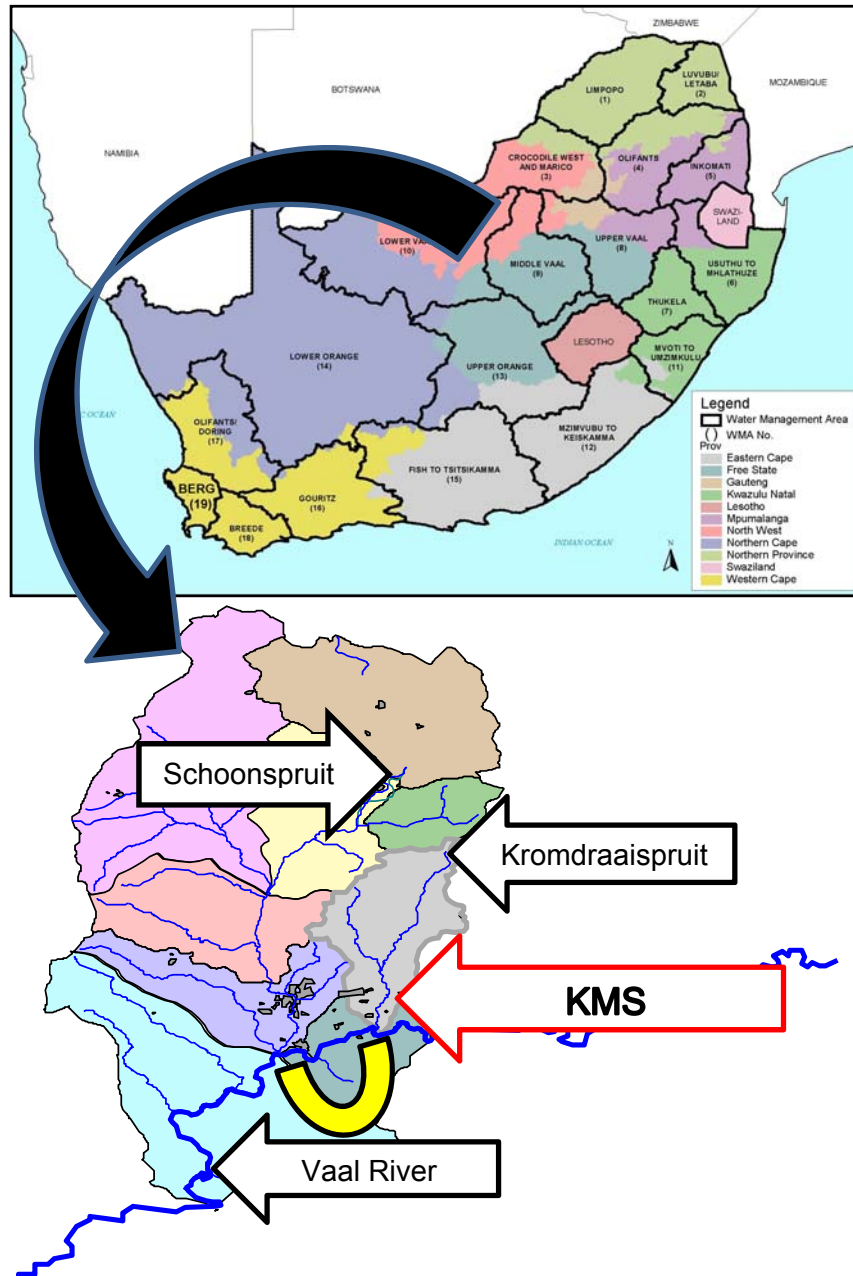 ZIMBABWE
BOTSWANA
MOZAMBIQUE
NAMIBIA
LIMPOPO
(1)
LUVUBU/
LETABA
(2)
CROCODILE WEST
AND MARICO
(3)
OLIFANTS
(4)
INKOMATI
(5)
SWAZI-
LAND
LOWER VA
(10)
MIDDLE VAAL
(9)
UPPER VAAL
(8)
USUTHU TO
MHLATHUZE
(6)
THUKELA
(7)
LESOTHO
MVOTI TO
UMZIMKULU
(11)
LOWER ORANGE
(14)
UPPER ORANGE
(13)
MZIMVUBU TO
KEISKAMMA
(12)
C OCEAN
OLIFANTS/
DORING
(17)
FISH TO TSITSIKAMMA
(15)
BERG
(19)
GOURITZ
(16)
BREEDE
(18)
INDIAN OCEAN
N
Legend
Water Management Area
( ) WMA No.
Prov
Eastern Cape
Free State
Gauteng
Kwazulu Natal
Lesotho
Mpumalanga
North West
Northern Cape
Northern Province
Swaziland
Western Cape
Schoonspruit
Kromdraaispruit
KMS
Vaal River